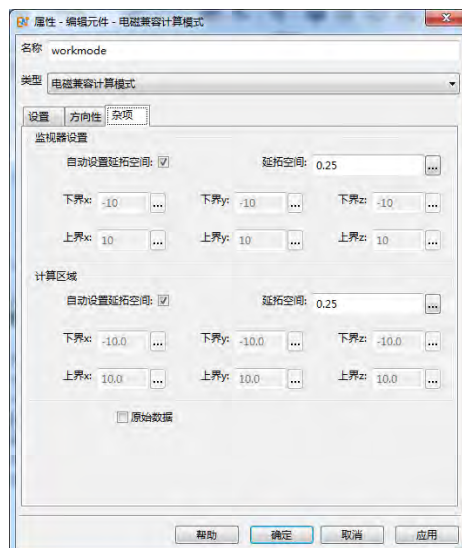 属性 - 编辑元件 - 电磁兼容计算模式
名称 workmode
类型 电磁兼容计算模式
设置 方向性 杂项
监视器设置
自动设置延拓空间: 延拓空间: 0.25 ...
下界x: -10 ... 下界y: -10 ... 下界z: -10 ...
上界x: 10 ... 上界y: 10 ... 上界z: 10 ...
计算区域
自动设置延拓空间: 延拓空间: 0.25 ...
下界x: -10.0 ... 下界y: -10.0 ... 下界z: -10.0 ...
上界x: 10.0 ... 上界y: 10.0 ... 上界z: 10.0 ...
原始数据
帮助 确定 取消 应用